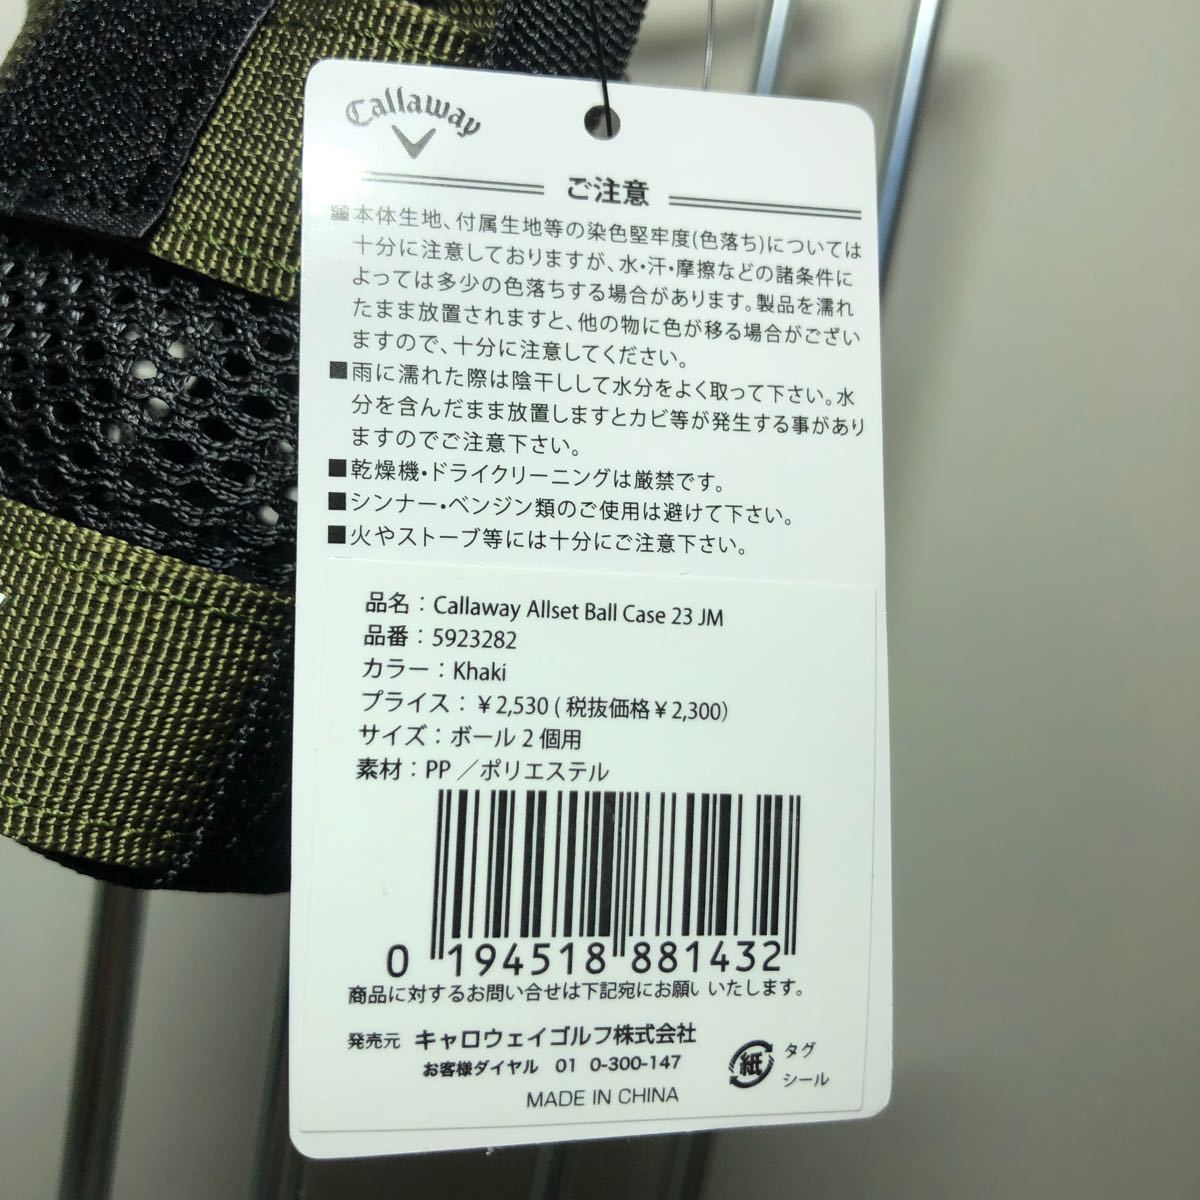 Callaway
ご注意
■本体生地、付属生地等の染色堅牢度(色落ち)については
十分に注意しておりますが、水・汗・摩擦などの諸条件に
よっては多少の色落ちする場合があります。製品を濡れ
たまま放置されますと、他の物に色が移る場合がござい
ますので、十分に注意してください。
■雨に濡れた際は陰干しして水分をよく取って下さい。水
分を含んだまま放置しますとカビ等が発生する事があり
ますのでご注意下さい。
■乾燥機・ドライクリーニングは厳禁です。
■シンナー・ベンジン類のご使用は避けて下さい。
■火やストーブ等には十分にご注意下さい。
品名：Callaway Allset Ball Case 23 JM
品番：5923282
カラー：Khaki
プライス：￥2,530 ( 税抜価格￥2,300)
サイズ：ボール 2 個用
素材：PP ／ポリエステル
0 194518 881432
商品に対するお問い合せは下記宛にお願いいたします。
発売元 キャロウェイゴルフ株式会社
お客様ダイヤル 01 0-300-147
紙 タグ
シール
MADE IN CHINA